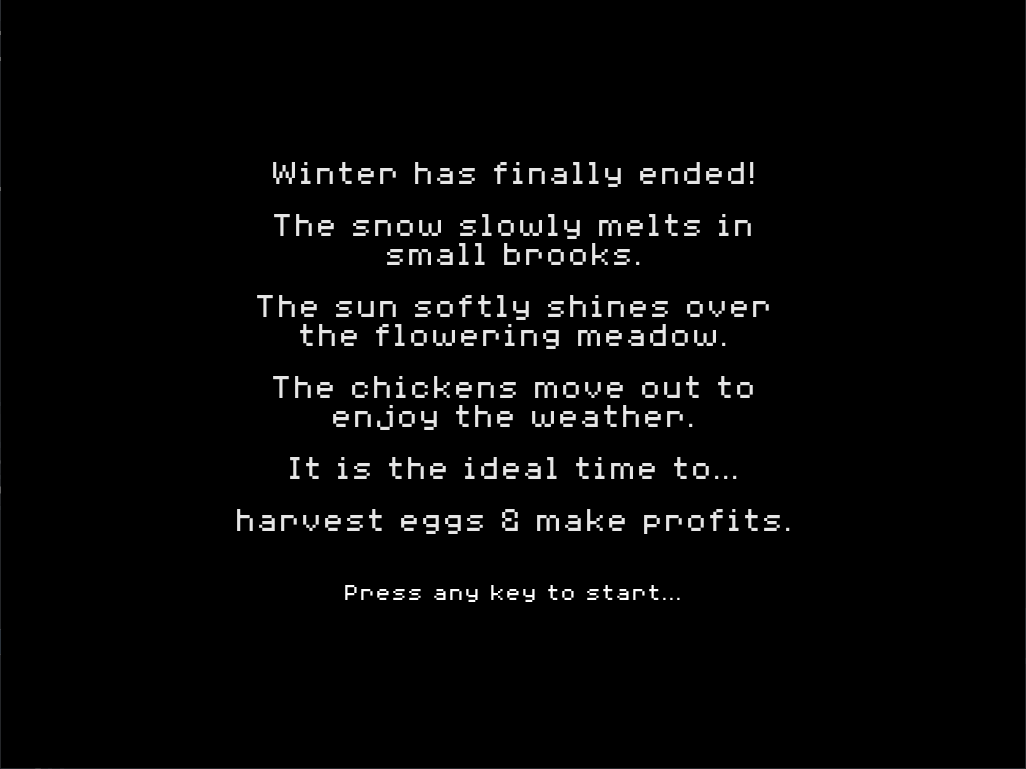 Winter has finally ended!
The snow slowly melts in
small brooks.
The sun softly shines over
the flowering meadow.
The chickens move out to
enjoy the weather.
It is the ideal time to...
harvest eggs & make profits.
Press any key to start...